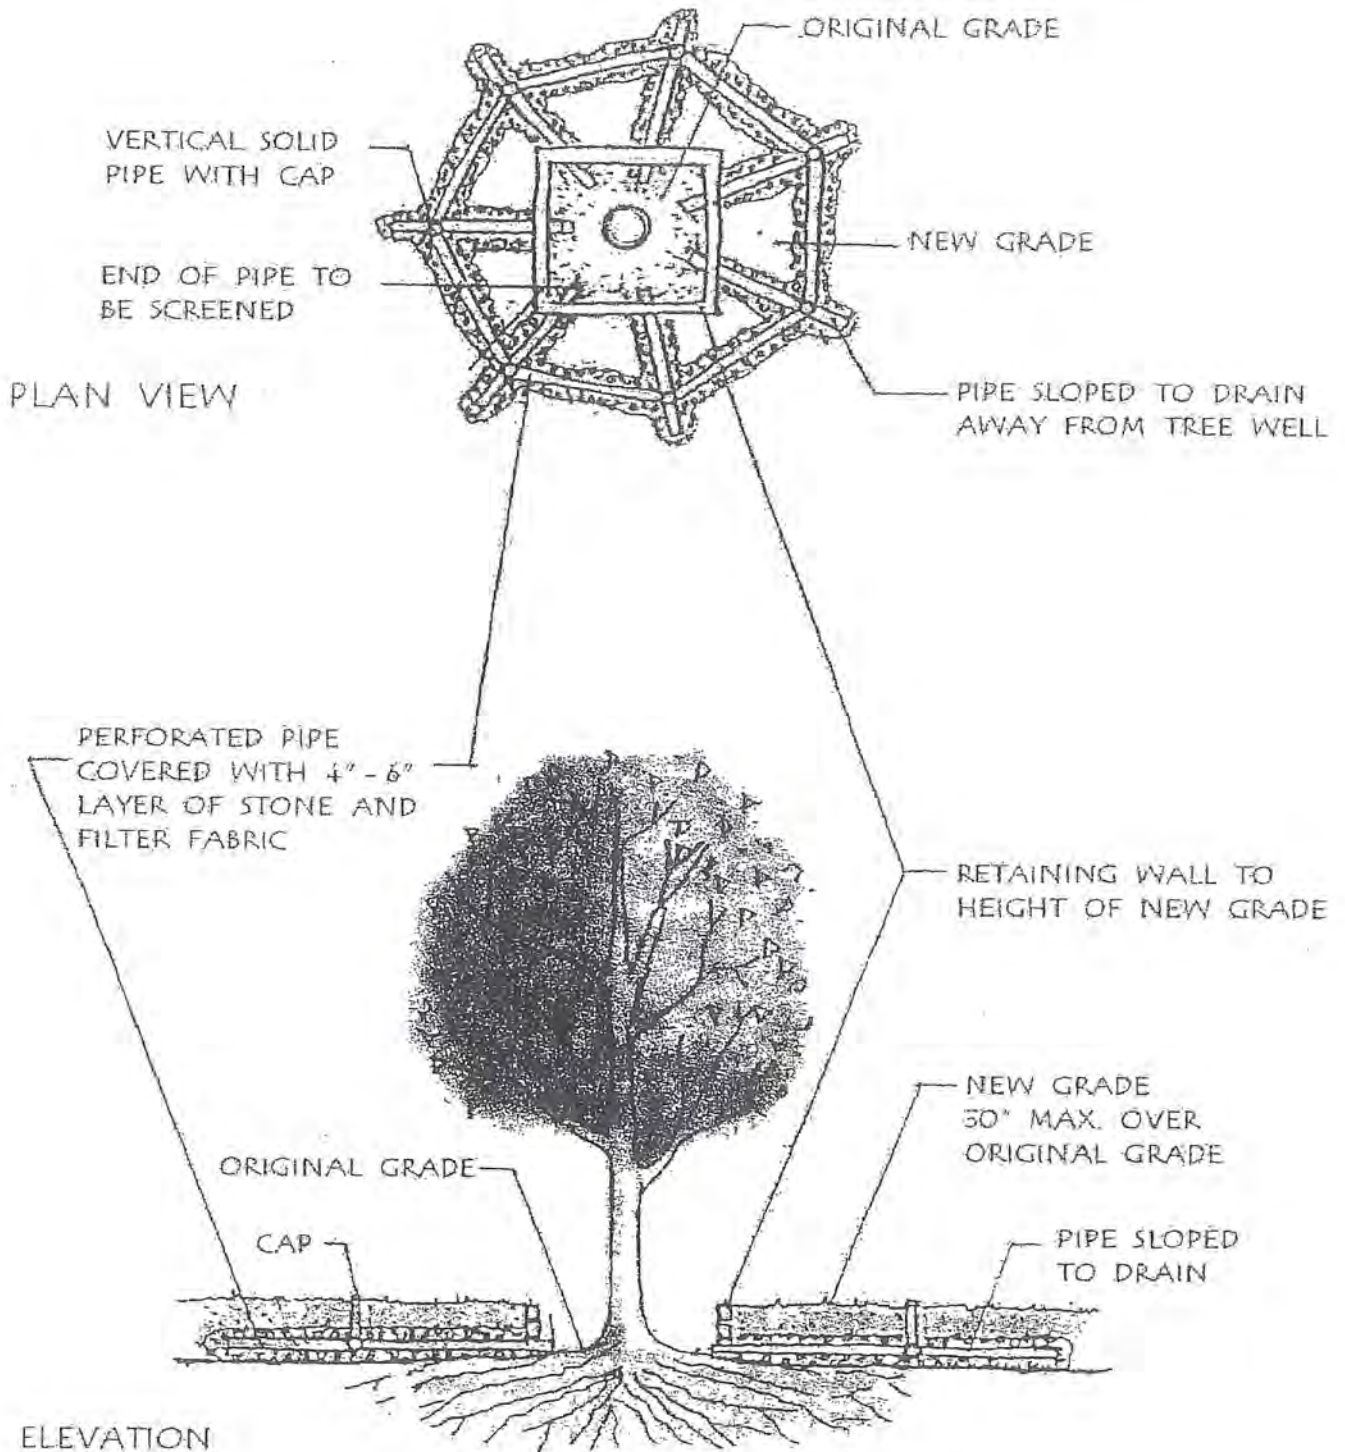 ORIGINAL GRADE
VERTICAL SOLID
PIPE WITH CAP
NEW GRADE
END OF PIPE TO
BE SCREENED
PLAN VIEW
PIPE SLOPED TO DRAIN
AWAY FROM TREE WELL
PERFORATED PIPE
COVERED WITH 4" - 6"
LAYER OF STONE AND
FILTER FABRIC
RETAINING WALL TO
HEIGHT OF NEW GRADE
NEW GRADE
30" MAX. OVER
ORIGINAL GRADE
ORIGINAL GRADE
CAP
PIPE SLOPED
TO DRAIN
ELEVATION